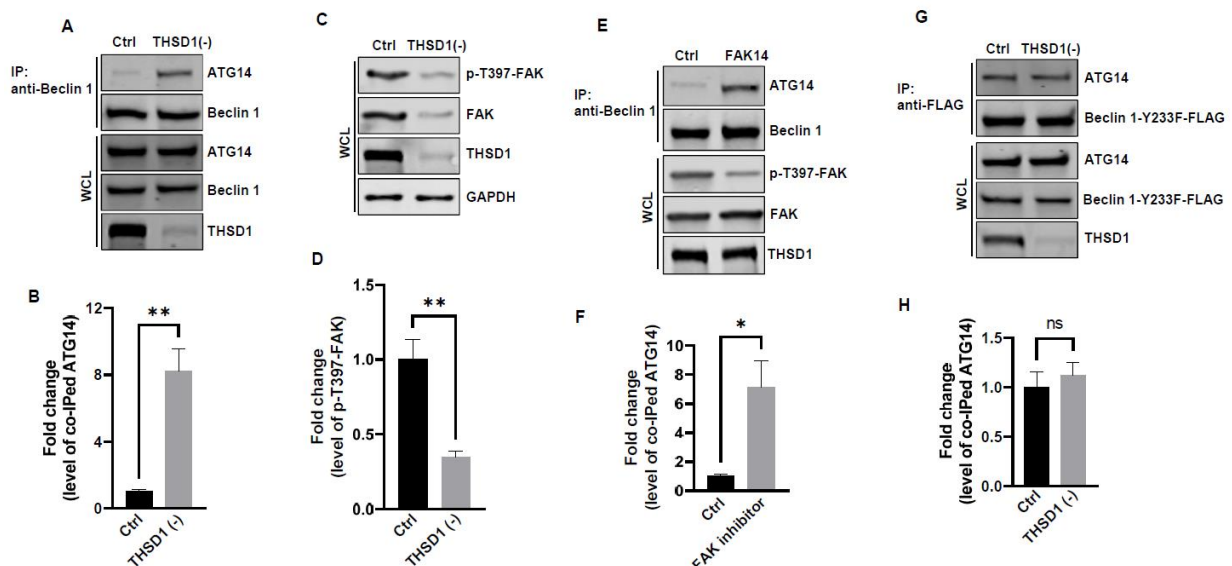 A
Ctrl THSD1(-)
IP:
anti-Beclin 1
ATG14
Beclin 1
WCL
ATG14
Beclin 1
THSD1
B
Fold change
(level of co-IPed ATG14)
12
8
4
0
**
Ctrl
THSD1 (-)
C
Ctrl THSD1(-)
WCL
p-T397-FAK
FAK
THSD1
GAPDH
D
Fold change
(level of p-T397-FAK)
1.5
1.0
0.5
0.0
**
Ctrl
THSD1 (-)
E
Ctrl FAK14
IP:
anti-Beclin 1
ATG14
Beclin 1
WCL
p-T397-FAK
FAK
THSD1
F
Fold change
(level of co-IPed ATG14)
10
8
6
4
2
0
*
Ctrl
FAK inhibitor
G
Ctrl THSD1(-)
IP:
anti-FLAG
ATG14
Beclin 1-Y233F-FLAG
WCL
ATG14
Beclin 1-Y233F-FLAG
THSD1
H
Fold change
(level of co-IPed ATG14)
1.5
1.0
0.5
0.0
ns
Ctrl
THSD1 (-)